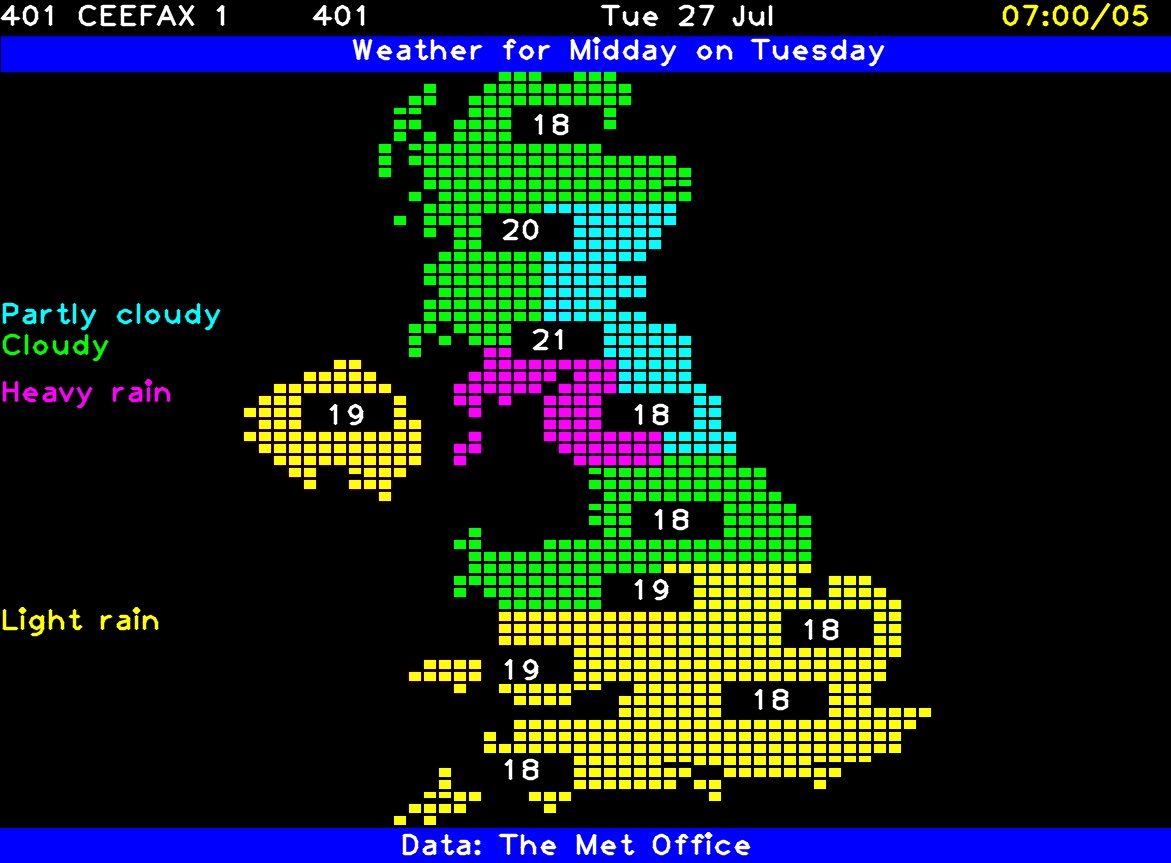 401 CEEFAX 1 401 Tue 27 Jul 07:00/05
Weather for Midday on Tuesday
18
20
Partly cloudy
21
Cloudy
Heavy rain
19 18
18
19
Light rain
18
19
18
18
Data: The Met Office